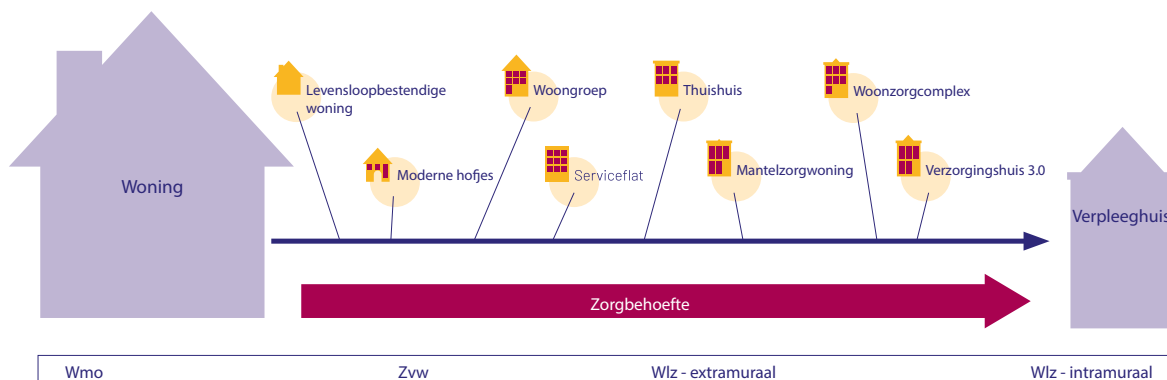 Levensloopbestendige
woning
Woongroep
Thuishuis
Woonzorgcomplex
Moderne hofjes
Serviceflat
Mantelzorgwoning
Verzorgingshuis 3.0
Woning
Verpleeghuis
Zorgbehoefte
Wmo
Zvw
Wlz - extramuraal
Wlz - intramuraal